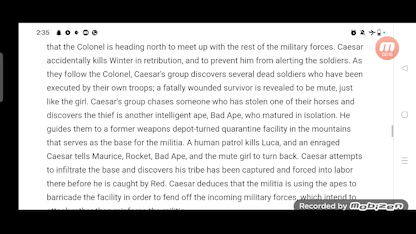 2:35
that the Colonel is heading north to meet up with the rest of the military forces. Caesar
accidentally kills Winter in retribution, and to prevent him from alerting the soldiers. As
they follow the Colonel, Caesar's group discovers several dead soldiers who have been
executed by their own troops; a fatally wounded survivor is revealed to be mute, just
like the girl. Caesar's group chases someone who has stolen one of their horses and
discovers the thief is another intelligent ape, Bad Ape, who matured in isolation. He
guides them to a former weapons depot-turned quarantine facility in the mountains
that serves as the base for the militia. A human patrol kills Luca, and an enraged
Caesar tells Maurice, Rocket, Bad Ape, and the mute girl to turn back. Caesar attempts
to infiltrate the base and discovers his tribe has been captured and forced into labor
there before he is caught by Red. Caesar deduces that the militia is using the apes to
barricade the facility in order to fend off the incoming military forces, which intend to
Recorded by mobizen